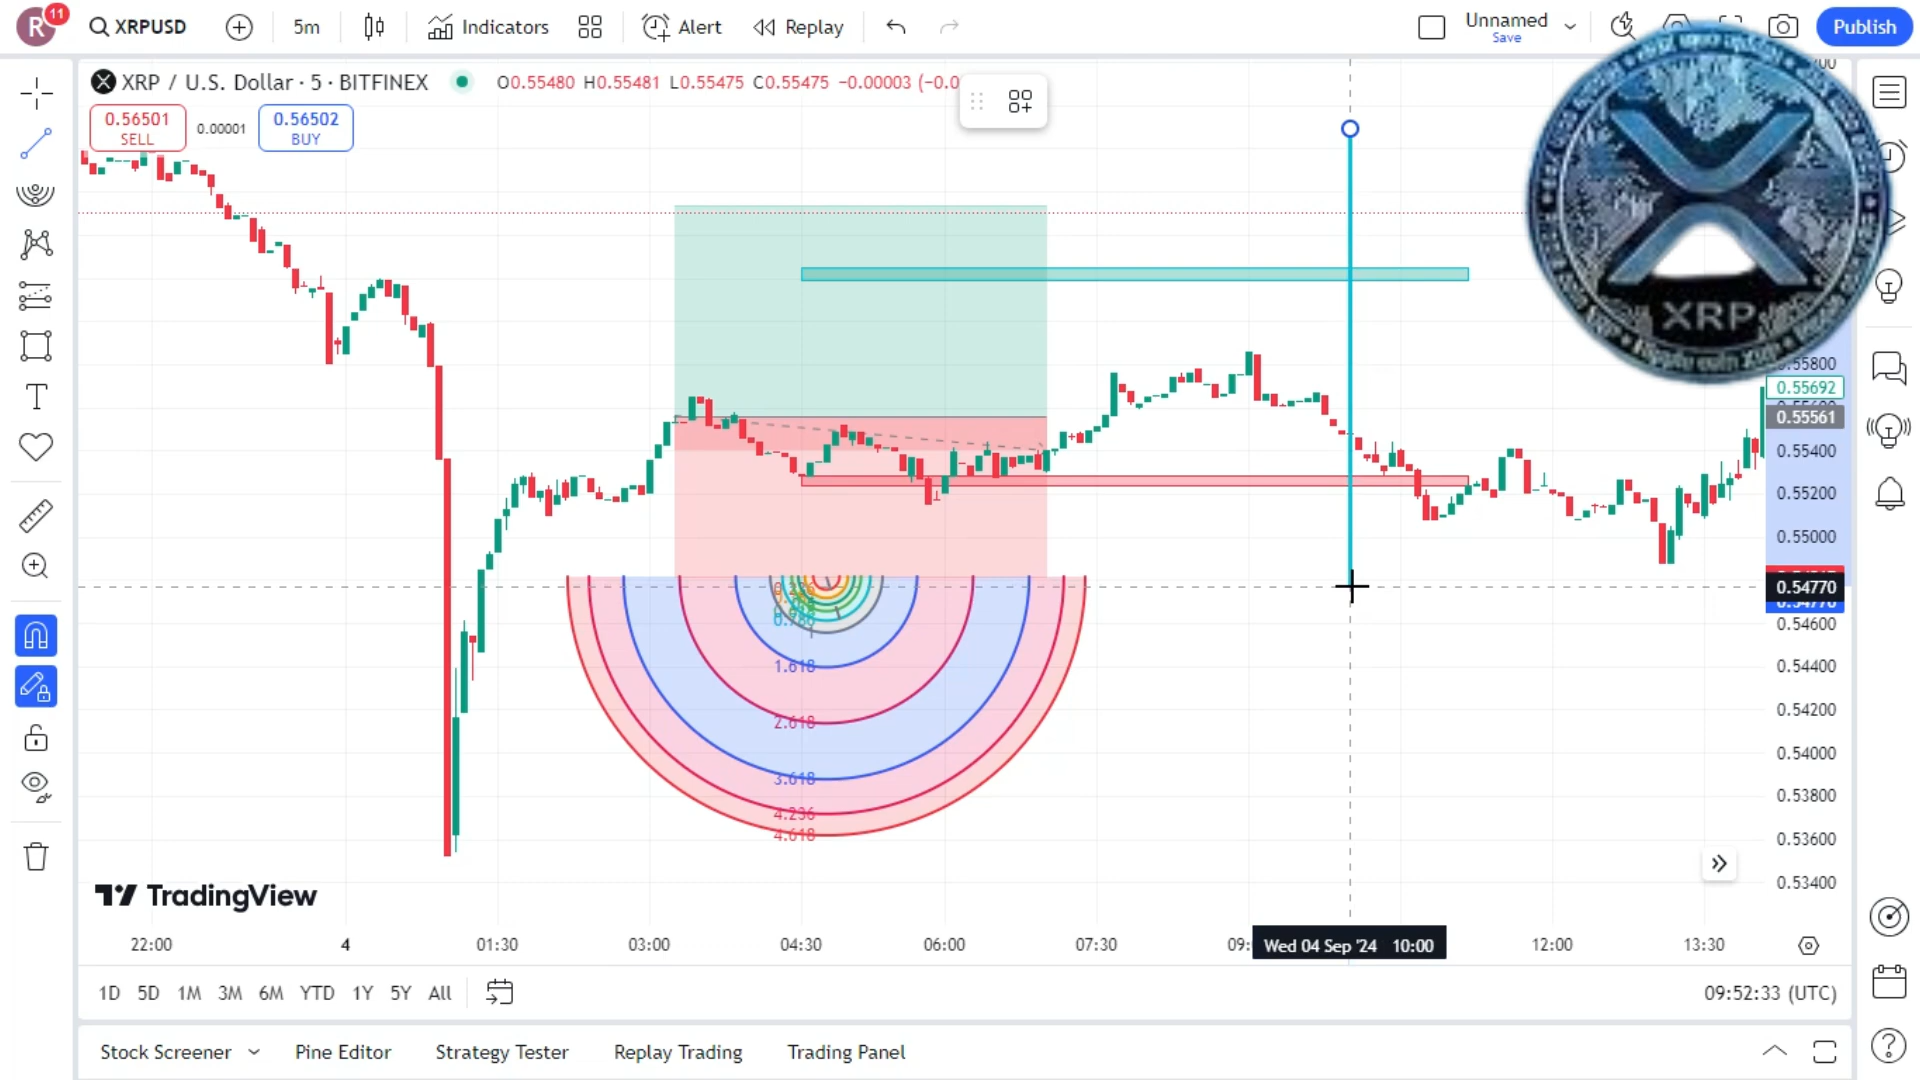 R 11 XRPUSD 5m Indicators Alert Replay Unnamed Save Publish
XRP / U.S. Dollar · 5 · BITFINEX O0.55480 H0.55481 L0.55475 C0.55475 −0.00003 (−0.0
0.56501 SELL 0.00001 0.56502 BUY
XRP
0.55800
0.55692
0.55561
0.55400
0.55200
0.55000
0.54770
0.54600
0.54400
0.54200
0.54000
0.53800
0.53600
0.53400
1.618
2.618
3.618
4.236
4.618
TradingView
22:00 4 01:30 03:00 04:30 06:00 07:30 09: Wed 04 Sep '24 10:00 12:00 13:30
1D 5D 1M 3M 6M YTD 1Y 5Y All 09:52:33 (UTC)
Stock Screener Pine Editor Strategy Tester Replay Trading Trading Panel